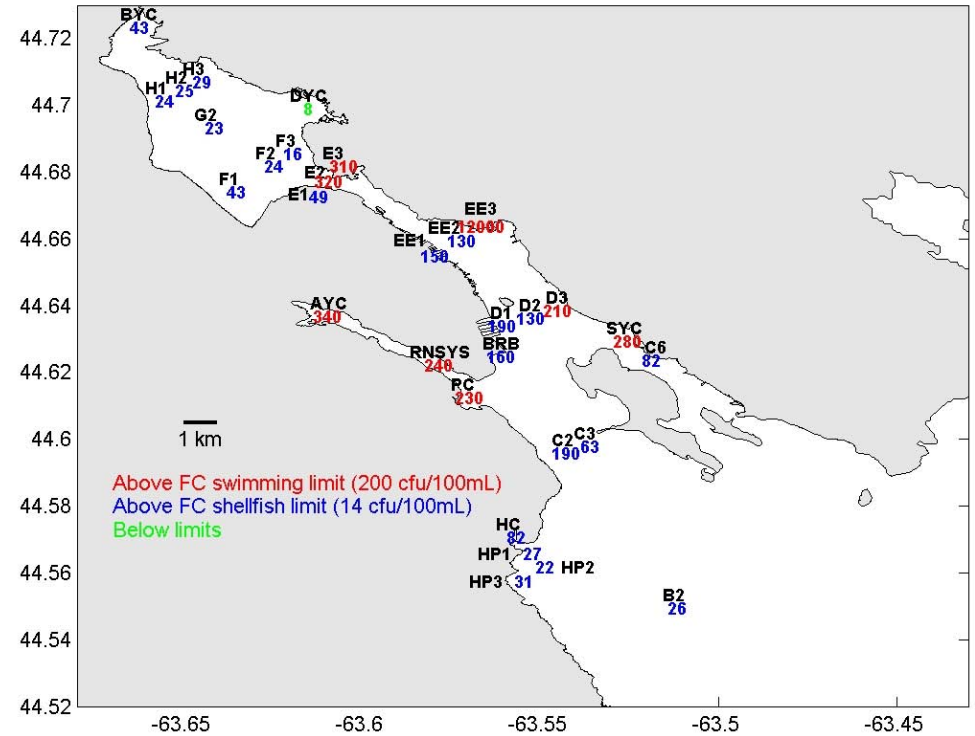 BYC
43
44.72
H3
29
H2
25
H1
24
44.7
DYC
8
G2
23
F3
16
F2
24
E3
310
44.68
E2
320
F1
43
E1 49
EE3
12000
EE2
130
44.66
EE1
150
44.64
AYC
340
D1
190
D2
130
D3
210
SYC
280
C6
82
BRB
160
RNSYS
240
44.62
PC
230
1 km
44.6
C2
190
C3
63
Above FC swimming limit (200 cfu/100mL)
Above FC shellfish limit (14 cfu/100mL)
Below limits
44.58
HC
82
HP1 27
22 HP2
44.56
HP3 31
B2
26
44.54
44.52
-63.65 -63.6 -63.55 -63.5 -63.45